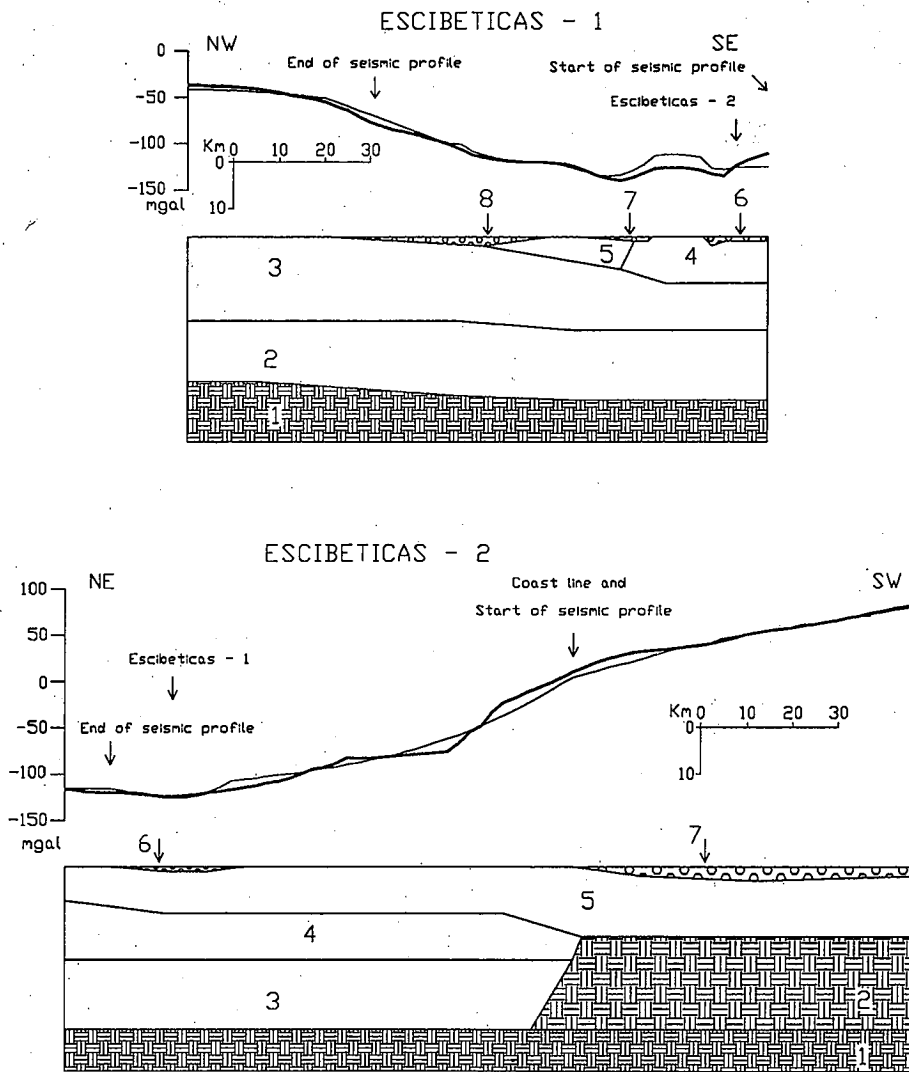 ESCIBETICAS - 1
NW
SE
End of seismic profile
Start of seismic profile
Escibeticas - 2
0
-50
-100
-150
mgal
Km 0 10 20 30
0
10
8
7
6
3
5
4
2
1
ESCIBETICAS - 2
NE
SW
Coast line and
Start of seismic profile
Escibeticas - 1
End of seismic profile
100
50
0
-50
-100
-150
mgal
Km 0 10 20 30
0
10
6
7
5
4
3
2
1